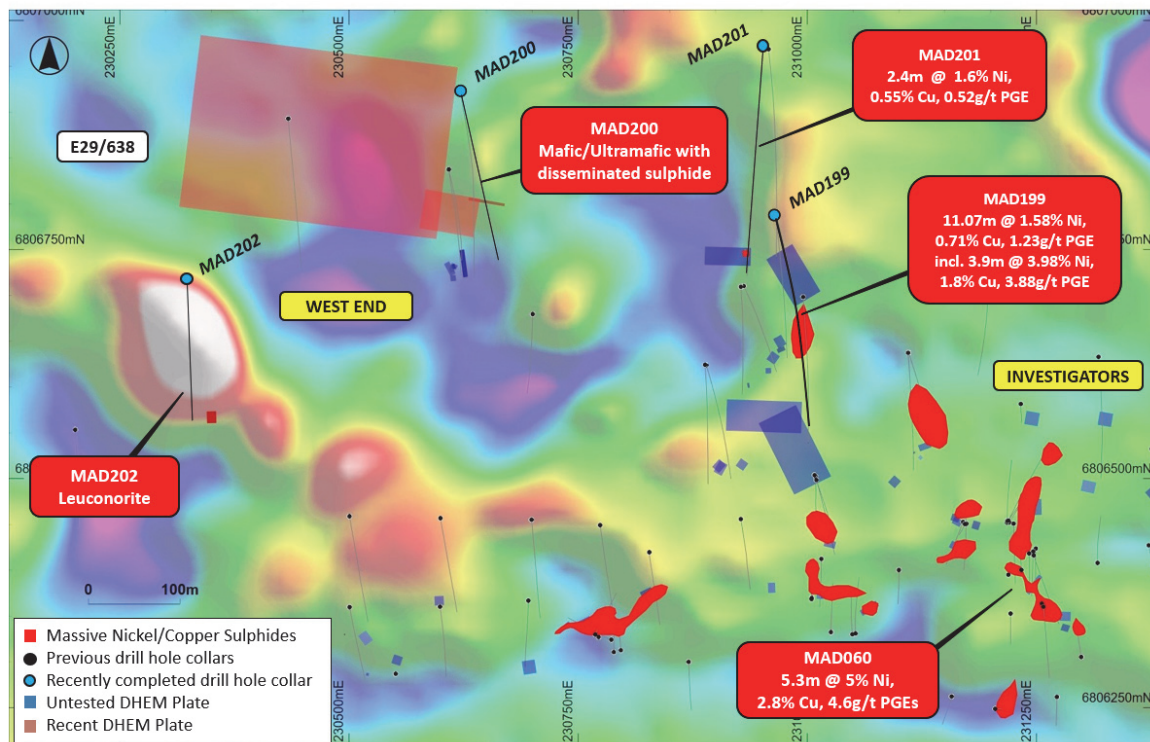 6807000mN
6807000mN
230250mE
230500mE
230750mE
231000mE
MAD200
MAD201
MAD201
2.4m @ 1.6% Ni,
0.55% Cu, 0.52g/t PGE
E29/638
MAD200
Mafic/Ultramafic with
disseminated sulphide
MAD199
MAD199
11.07m @ 1.58% Ni,
0.71% Cu, 1.23g/t PGE
incl. 3.9m @ 3.98% Ni,
1.8% Cu, 3.88g/t PGE
6806750mN
MAD202
WEST END
INVESTIGATORS
MAD202
Leuconorite
6806500mN
0 100m
Massive Nickel/Copper Sulphides
Previous drill hole collars
Recently completed drill hole collar
Untested DHEM Plate
Recent DHEM Plate
MAD060
5.3m @ 5% Ni,
2.8% Cu, 4.6g/t PGEs
6806250mN
230500mE
230750mE
231250mE